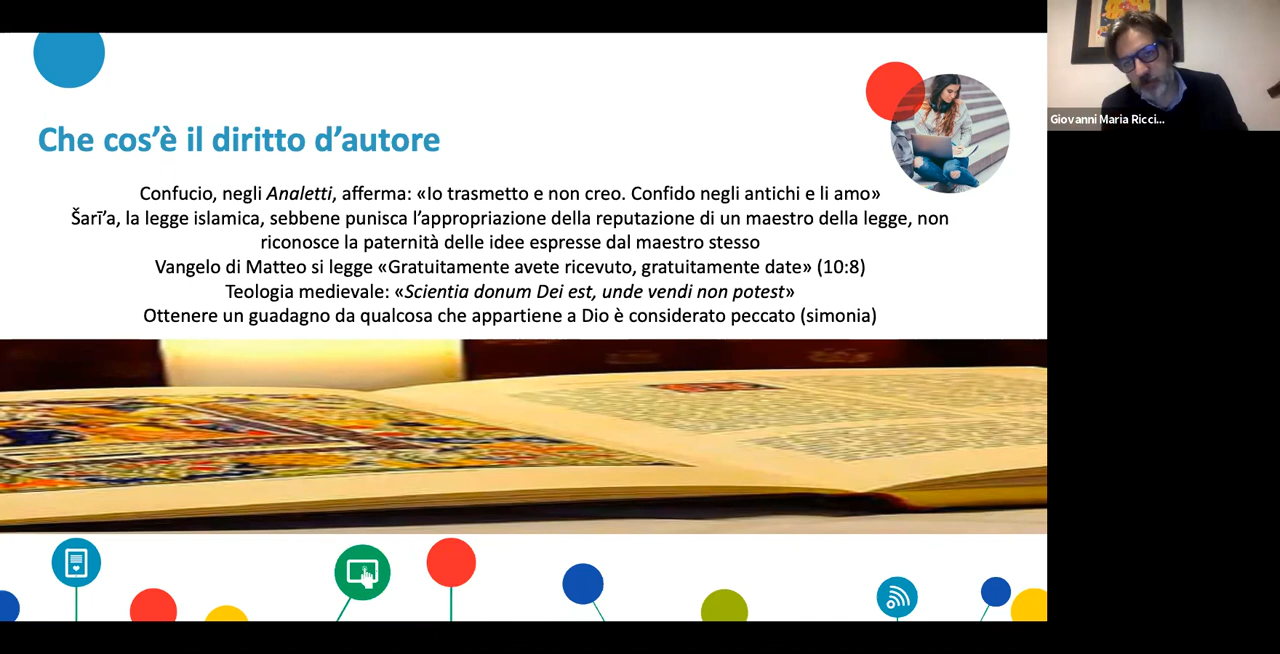 Che cos’è il diritto d’autore
Confucio, negli Analetti, afferma: «Io trasmetto e non creo. Confido negli antichi e li amo»
Šarī’a, la legge islamica, sebbene punisca l’appropriazione della reputazione di un maestro della legge, non
riconosce la paternità delle idee espresse dal maestro stesso
Vangelo di Matteo si legge «Gratuitamente avete ricevuto, gratuitamente date» (10:8)
Teologia medievale: «Scientia donum Dei est, unde vendi non potest»
Ottenere un guadagno da qualcosa che appartiene a Dio è considerato peccato (simonia)
Giovanni Maria Ricci...